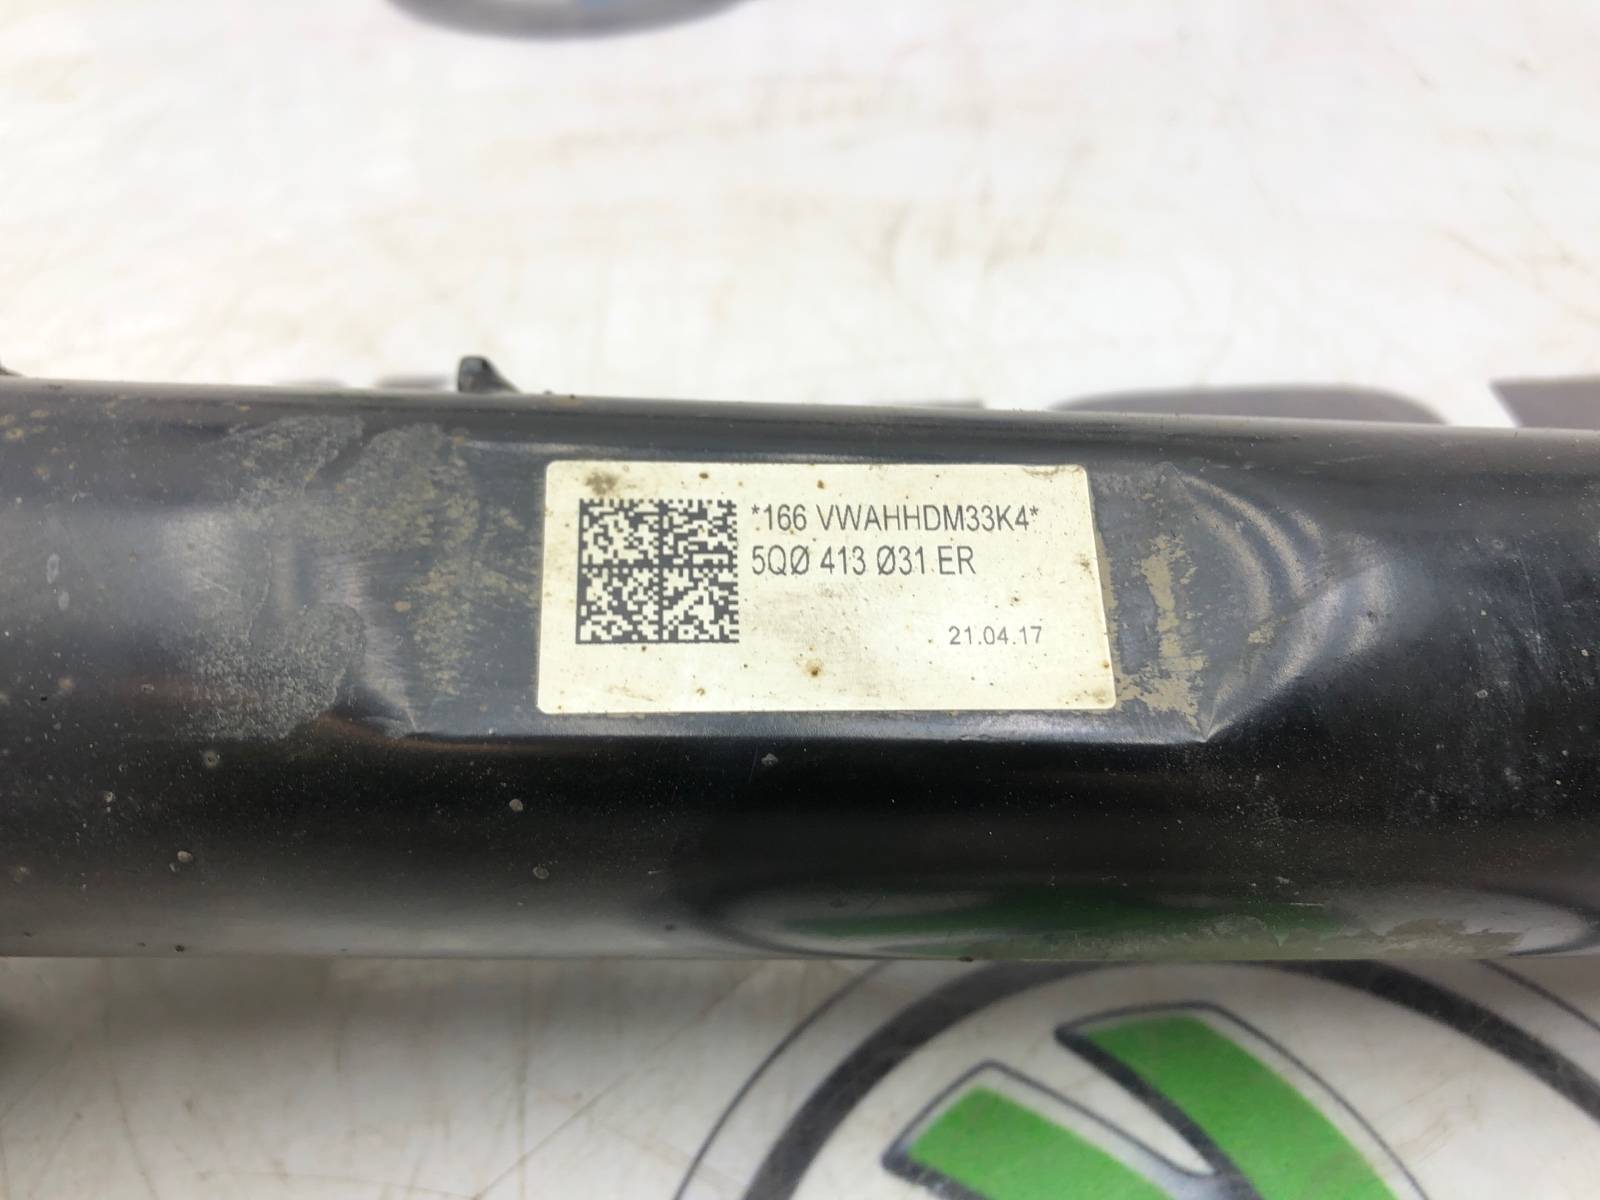 *166 VWAHHDM33K4*
5QØ 413 Ø31 ER
21.04.17